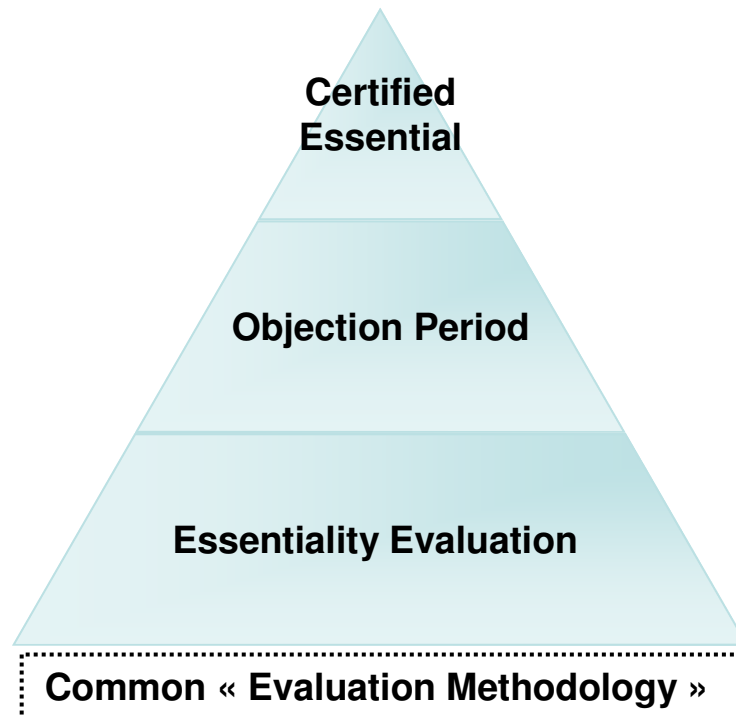 Certified
Essential
Objection Period
Essentiality Evaluation
Common « Evaluation Methodology »